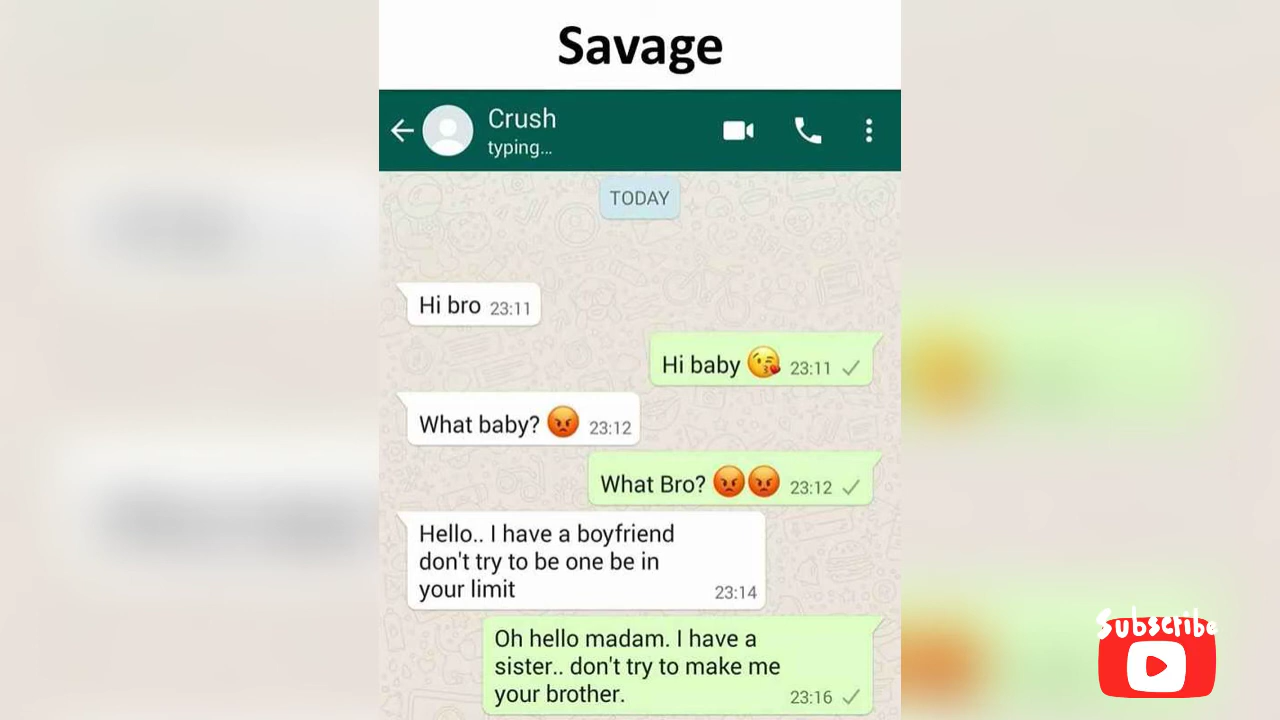 Savage
Crush
typing...
TODAY
Hi bro 23:11
Hi baby 😘 23:11
What baby? 😡 23:12
What Bro? 😡😡 23:12
Hello.. I have a boyfriend
don't try to be one be in
your limit 23:14
Oh hello madam. I have a
sister.. don't try to make me
your brother. 23:16
Subscribe